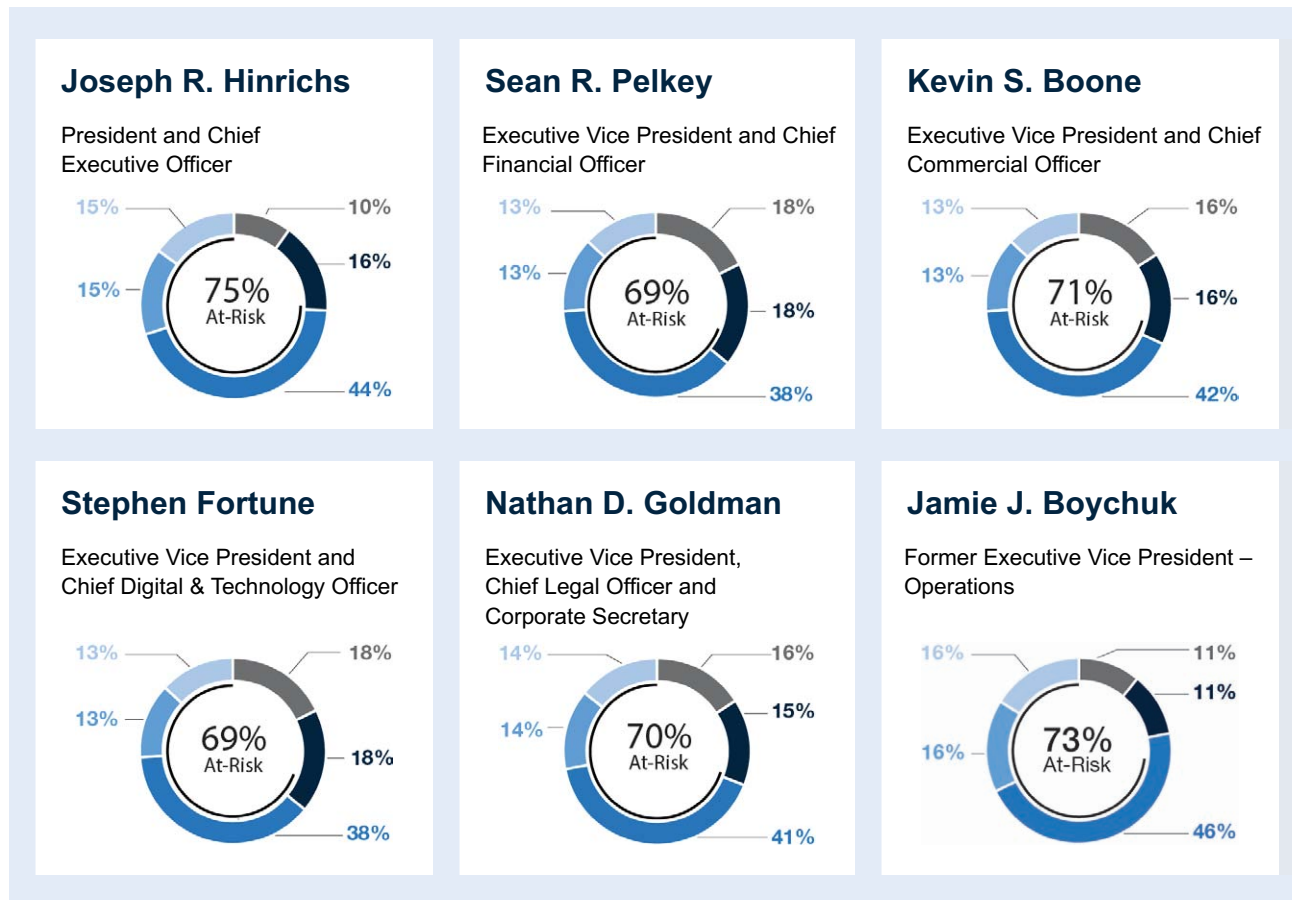 Joseph R. Hinrichs
President and Chief
Executive Officer
15%
10%
16%
15%
75%
At-Risk
44%
Sean R. Pelkey
Executive Vice President and Chief
Financial Officer
13%
18%
13%
69%
At-Risk
18%
38%
Kevin S. Boone
Executive Vice President and Chief
Commercial Officer
13%
16%
13%
71%
At-Risk
16%
42%
Stephen Fortune
Executive Vice President and
Chief Digital & Technology Officer
13%
18%
13%
69%
At-Risk
18%
38%
Nathan D. Goldman
Executive Vice President,
Chief Legal Officer and
Corporate Secretary
14%
16%
15%
14%
70%
At-Risk
41%
Jamie J. Boychuk
Former Executive Vice President –
Operations
16%
11%
11%
16%
73%
At-Risk
46%